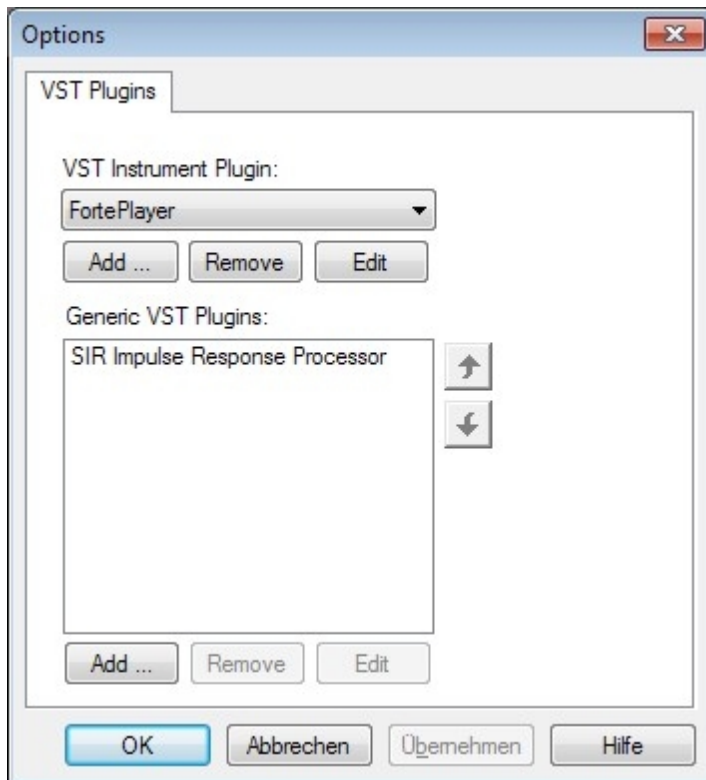 Options
VST Plugins
VST Instrument Plugin:
FortePlayer
Add ... Remove Edit
Generic VST Plugins:
SIR Impulse Response Processor
Add ... Remove Edit
OK Abbrechen Übernehmen Hilfe